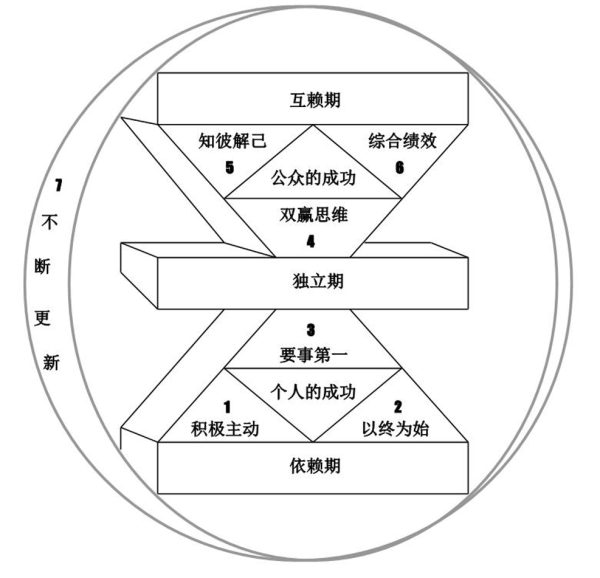 互赖期
知彼解己
5
综合绩效
6
公众的成功
双赢思维
4
独立期
3
要事第一
个人的成功
1
积极主动
2
以终为始
依赖期
7
不
断
更
新